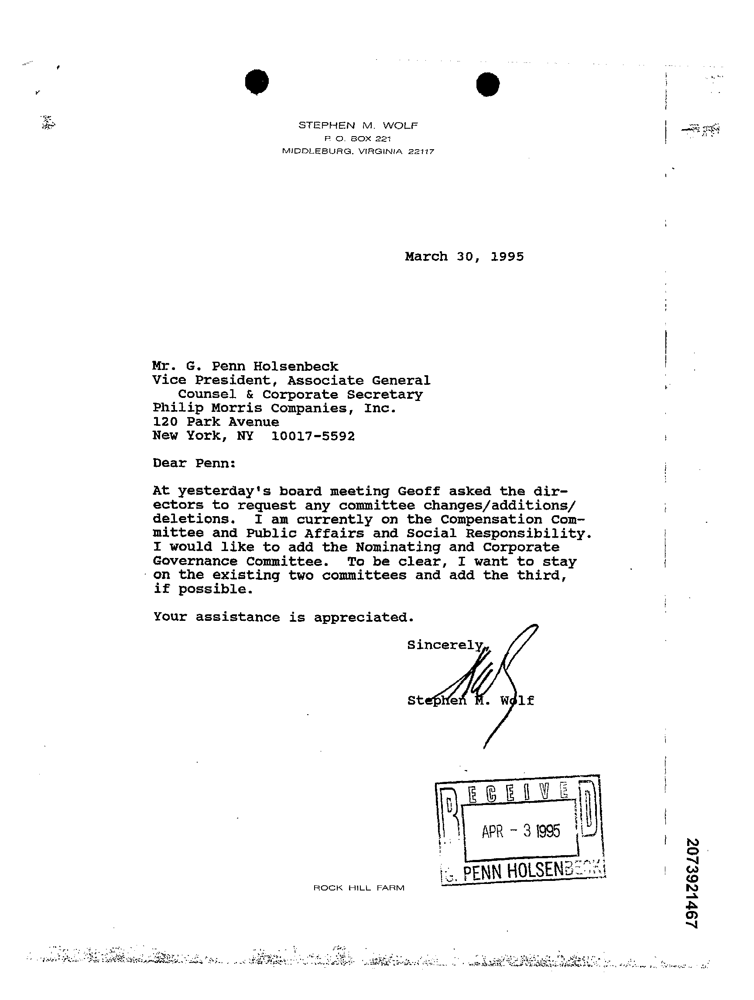 STEPHEN M. WOLF
P. O. BOX 221
MIDDLEBURG, VIRGINIA 22117
March 30, 1995
Mr. G. Penn Holsenbeck
Vice President, Associate General
Counsel & Corporate Secretary
Philip Morris Companies, Inc.
120 Park Avenue
New York, NY 10017-5592
Dear Penn:
At yesterday's board meeting Geoff asked the dir-
ectors to request any committee changes/additions/
deletions. I am currently on the Compensation Com-
mittee and Public Affairs and Social Responsibility.
I would like to add the Nominating and Corporate
Governance Committee. To be clear, I want to stay
on the existing two committees and add the third,
if possible.
Your assistance is appreciated.
Sincerely,
Stephen M. Wolf
RECEIVED
APR - 3 1995
G. PENN HOLSENBECK
ROCK HILL FARM
2073921467